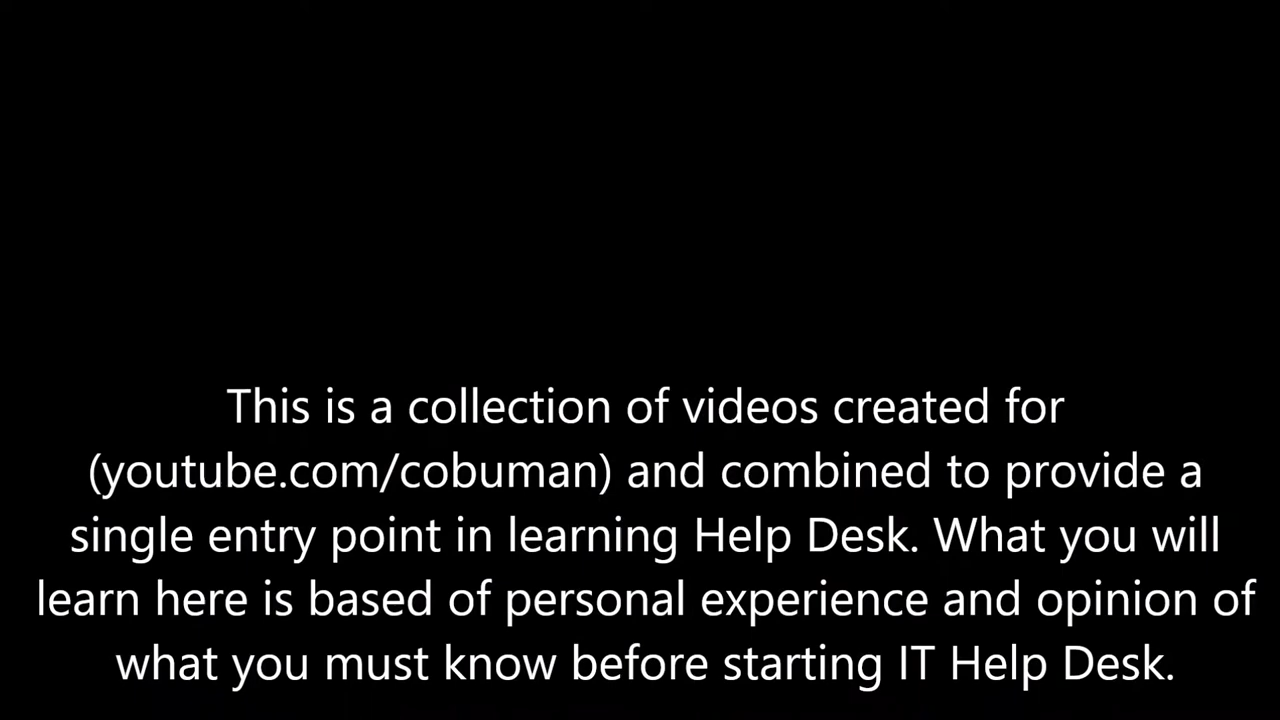 This is a collection of videos created for
(youtube.com/cobuman) and combined to provide a
single entry point in learning Help Desk. What you will
learn here is based of personal experience and opinion of
what you must know before starting IT Help Desk.